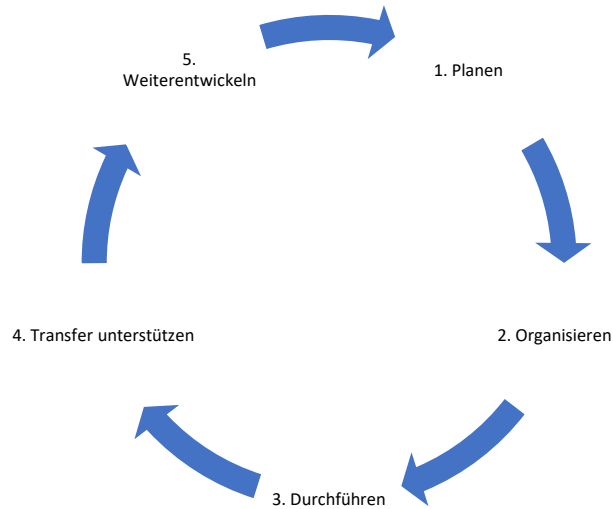 1. Planen
2. Organisieren
3. Durchführen
4. Transfer unterstützen
5.
Weiterentwickeln